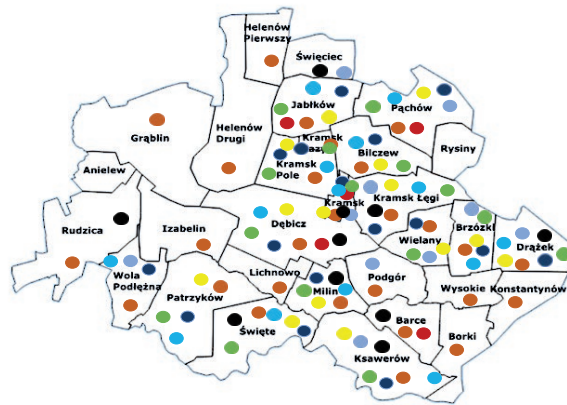 Helenów
Pierwszy
Święciec
Jabłków
Pąchów
Grąblin
Helenów
Drugi
Kramsk
Kramsk
Pole
Bilczew
Rysiny
Anielew
Kramsk
Kramsk Łęgi
Rudzica
Izabelin
Dębicz
Wielany
Brzózki
Drążek
Wola
Podłężna
Lichnowo
Patrzyków
Milin
Podgór
Wysokie
Konstantynów
Święte
Barce
Borki
Ksawerów